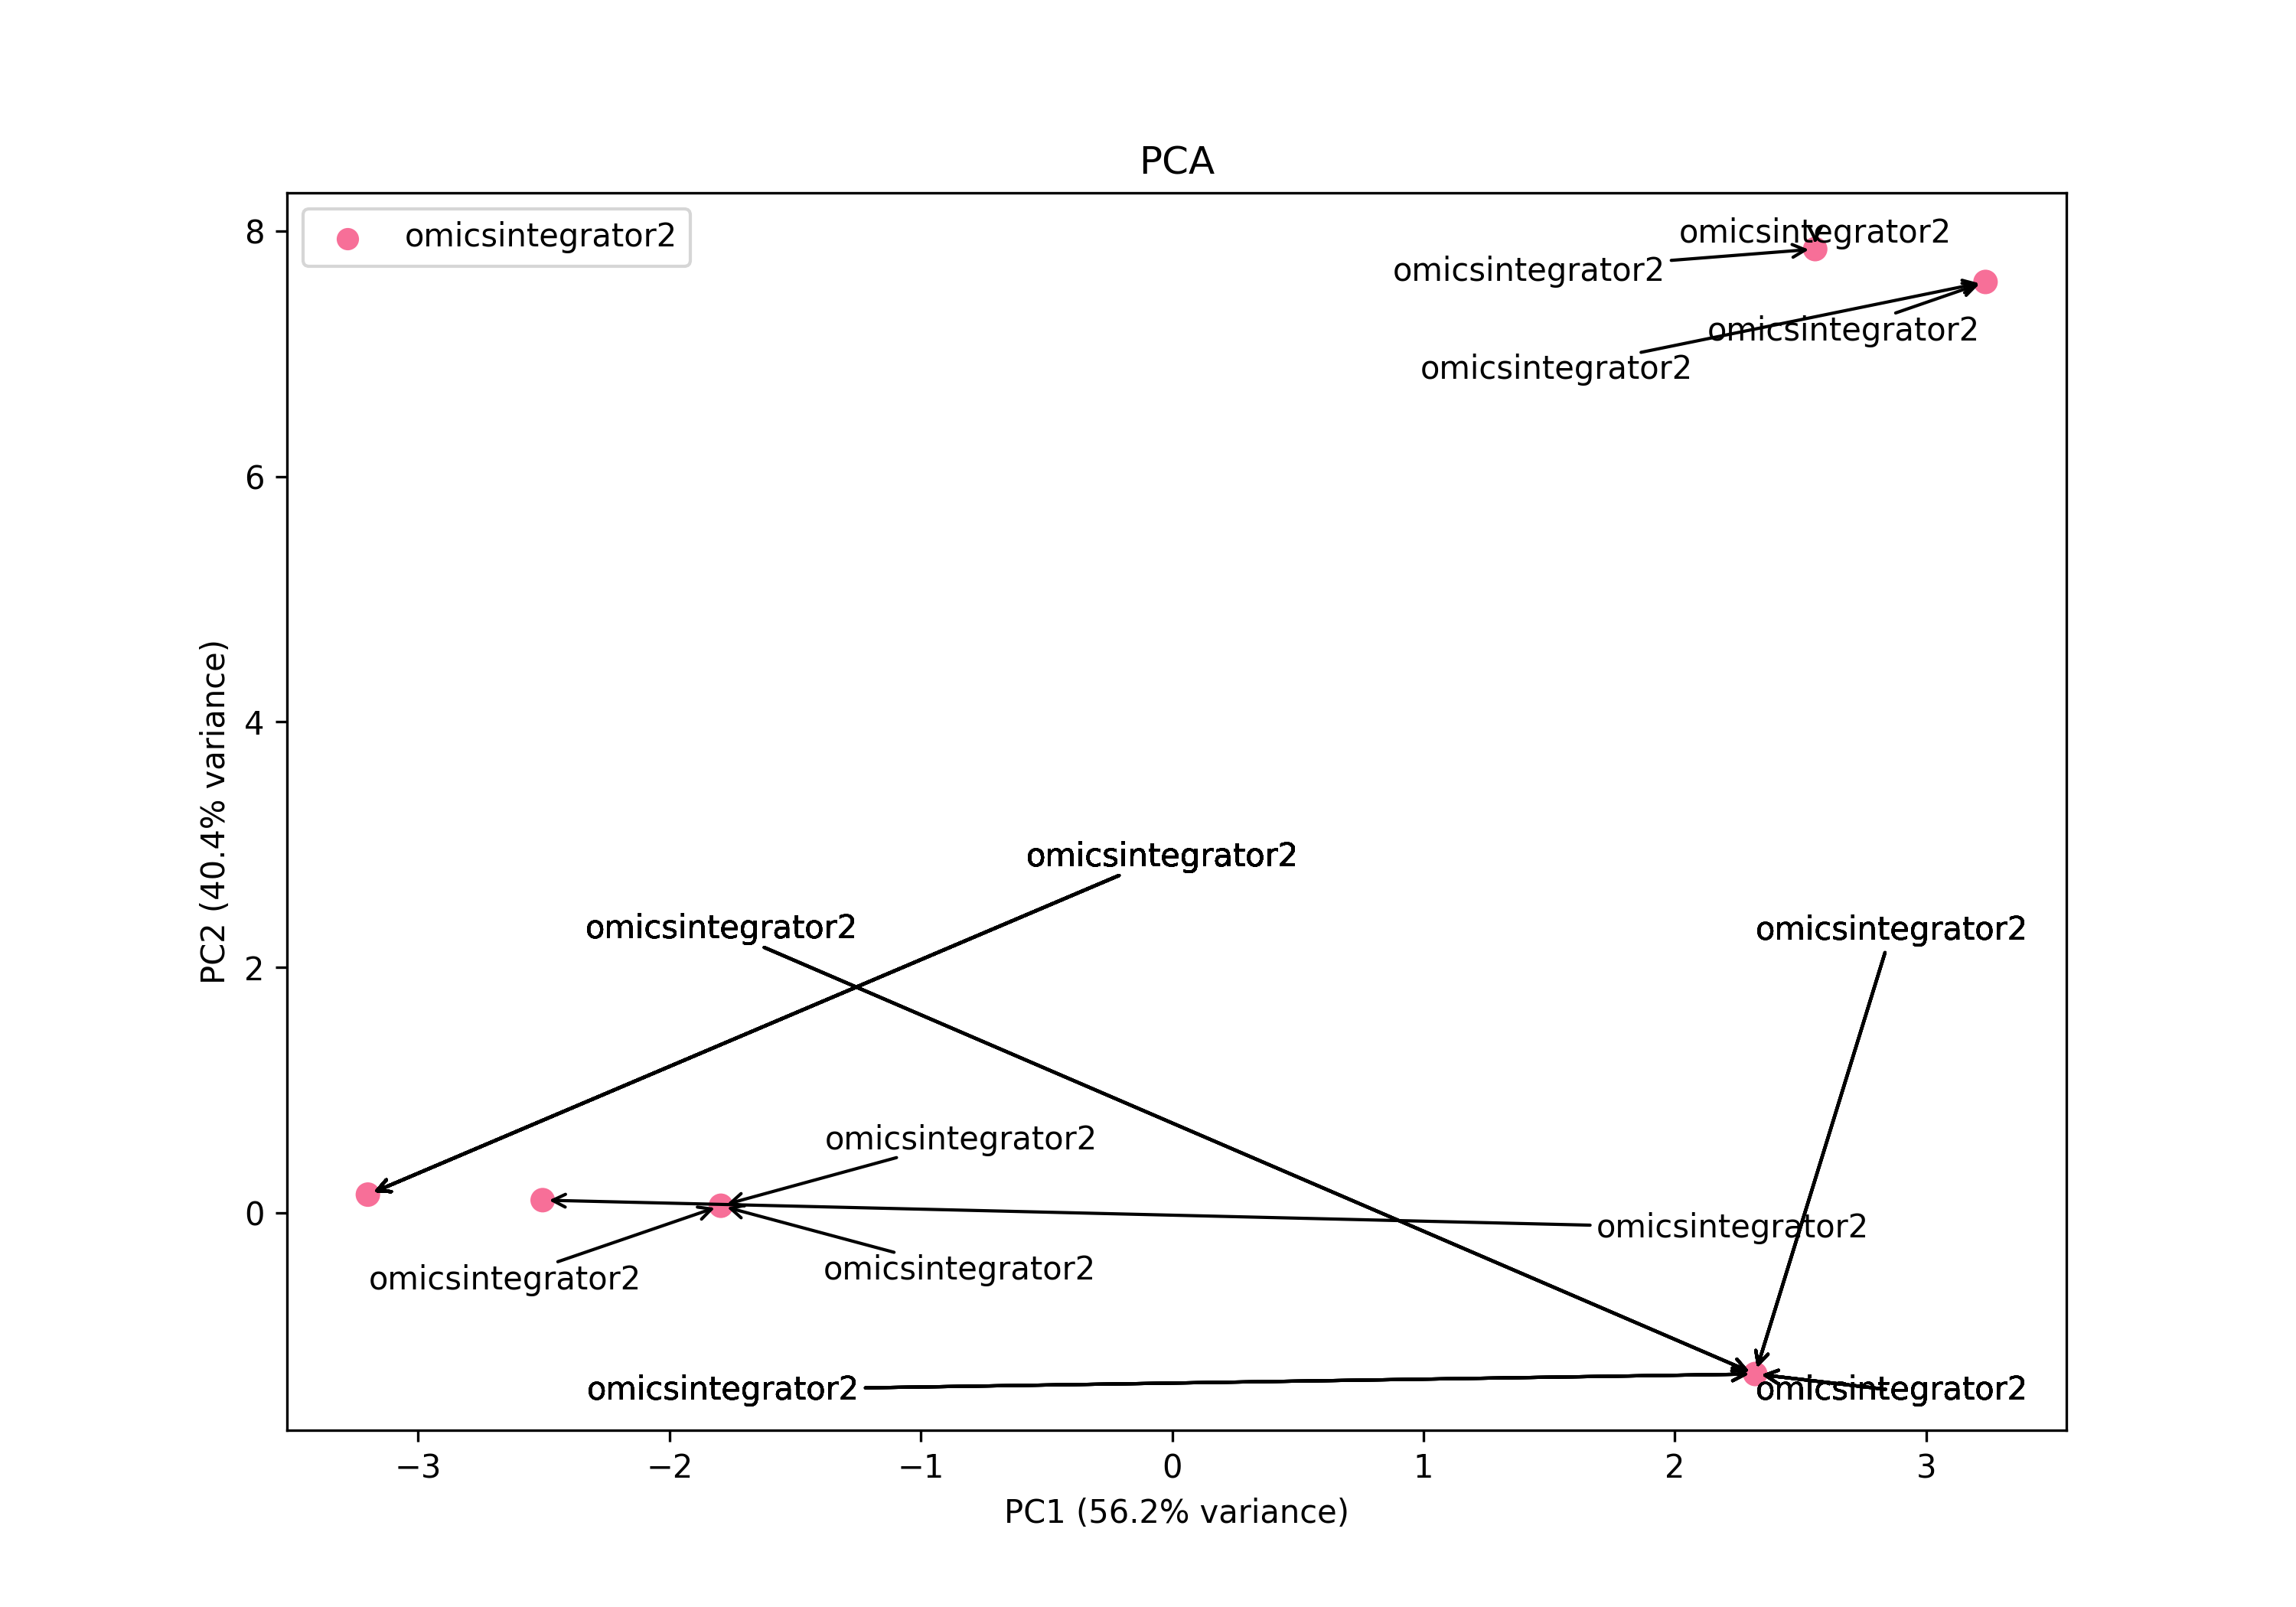 PCA
omicsintegrator2
8
omicsintegrator2
omicsintegrator2
omicsintegrator2
omicsintegrator2
6
4
PC2 (40.4% variance)
omicsintegrator2
omicsintegrator2
omicsintegrator2
2
omicsintegrator2
omicsintegrator2
0
omicsintegrator2
omicsintegrator2
omicsintegrator2
omicsintegrator2
−3
−2
−1
0
1
2
3
PC1 (56.2% variance)